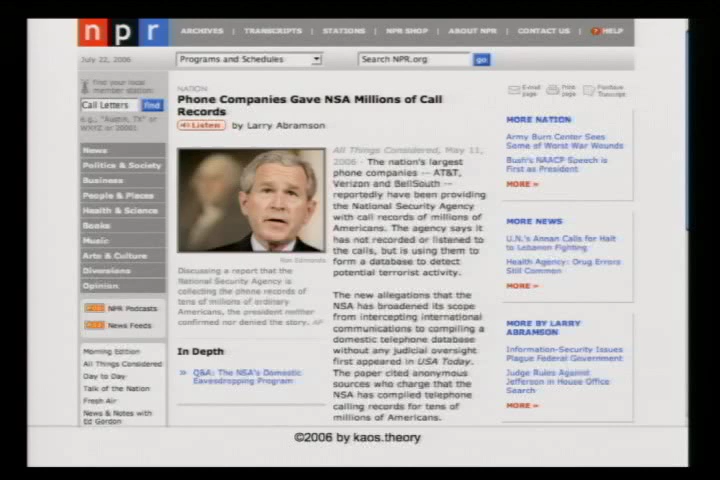 npr
ARCHIVES | TRANSCRIPTS | STATIONS | NPR SHOP | ABOUT NPR | CONTACT US | ? HELP
July 22, 2006
Programs and Schedules
Search NPR.org
go
Find your local
member station:
Call Letters
find
e.g., "Austin, TX" or
WXYZ or 20001
News
Politics & Society
Business
People & Places
Health & Science
Books
Music
Arts & Culture
Diversions
Opinion
NPR Podcasts
News Feeds
Morning Edition
All Things Considered
Day to Day
Talk of the Nation
Fresh Air
News & Notes with
Ed Gordon
NATION
Phone Companies Gave NSA Millions of Call
Records
Listen by Larry Abramson
E-mail
page
Print
page
Purchase
Transcript
Ron Edmonds
Discussing a report that the
National Security Agency is
collecting the phone records of
tens of millions of ordinary
Americans, the president neither
confirmed nor denied the story. AP
In Depth
» Q&A: The NSA's Domestic
Eavesdropping Program
All Things Considered, May 11,
2006 · The nation's largest
phone companies -- AT&T,
Verizon and BellSouth --
reportedly have been providing
the National Security Agency
with call records of millions of
Americans. The agency says it
has not recorded or listened to
the calls, but is using them to
form a database to detect
potential terrorist activity.
The new allegations that the
NSA has broadened its scope
from intercepting international
communications to compiling a
domestic telephone database
without any judicial oversight
first appeared in USA Today.
The paper cited anonymous
sources who charge that the
NSA has compiled telephone
calling records for tens of
millions of Americans.
MORE NATION
Army Burn Center Sees
Some of Worst War Wounds
Bush's NAACP Speech is
First as President
MORE »
MORE NEWS
U.N.'s Annan Calls for Halt
to Lebanon Fighting
Health Agency: Drug Errors
Still Common
MORE »
MORE BY LARRY
ABRAMSON
Information-Security Issues
Plague Federal Government
Judge Rules Against
Jefferson in House Office
Search
MORE »
©2006 by kaos.theory